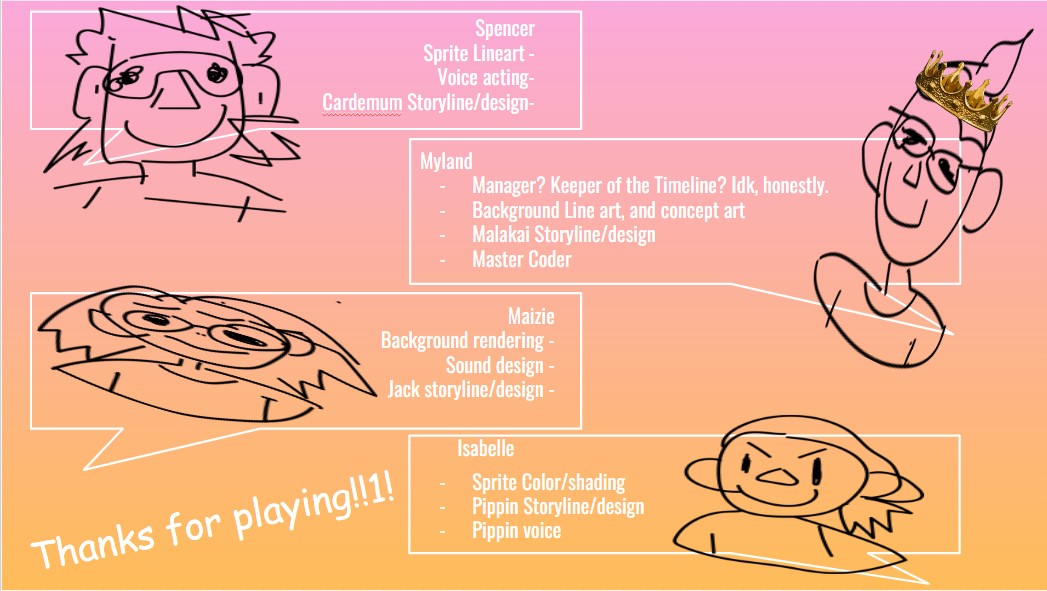 Spencer
Sprite Lineart -
Voice acting-
Cardemum Storyline/design-
Myland
- Manager? Keeper of the Timeline? Idk, honestly.
- Background Line art, and concept art
- Malakai Storyline/design
- Master Coder
Maizie
Background rendering -
Sound design -
Jack storyline/design -
Isabelle
- Sprite Color/shading
- Pippin Storyline/design
- Pippin voice
Thanks for playing!!1!